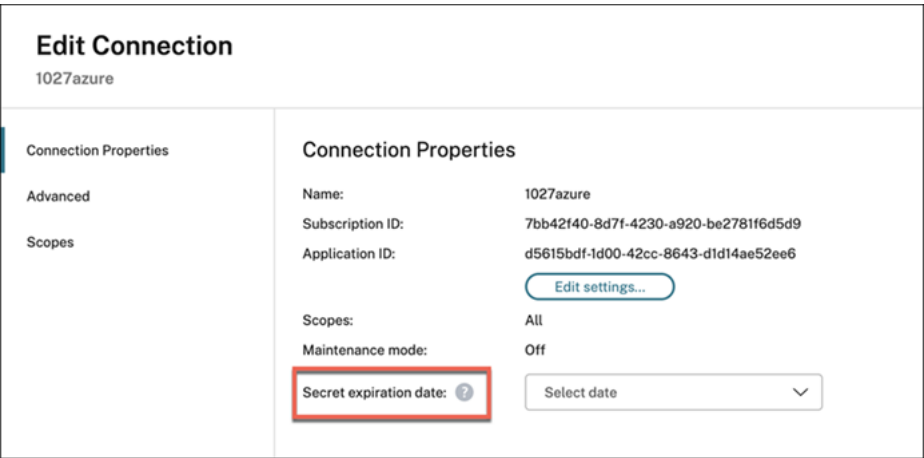 Edit Connection
1027azure
Connection Properties
Advanced
Scopes
Connection Properties
Name: 1027azure
Subscription ID: 7bb42f40-8d7f-4230-a920-be2781f6d5d9
Application ID: d5615bdf-1d00-42cc-8643-d1d14ae52ee6
Edit settings...
Scopes: All
Maintenance mode: Off
Secret expiration date: ? Select date